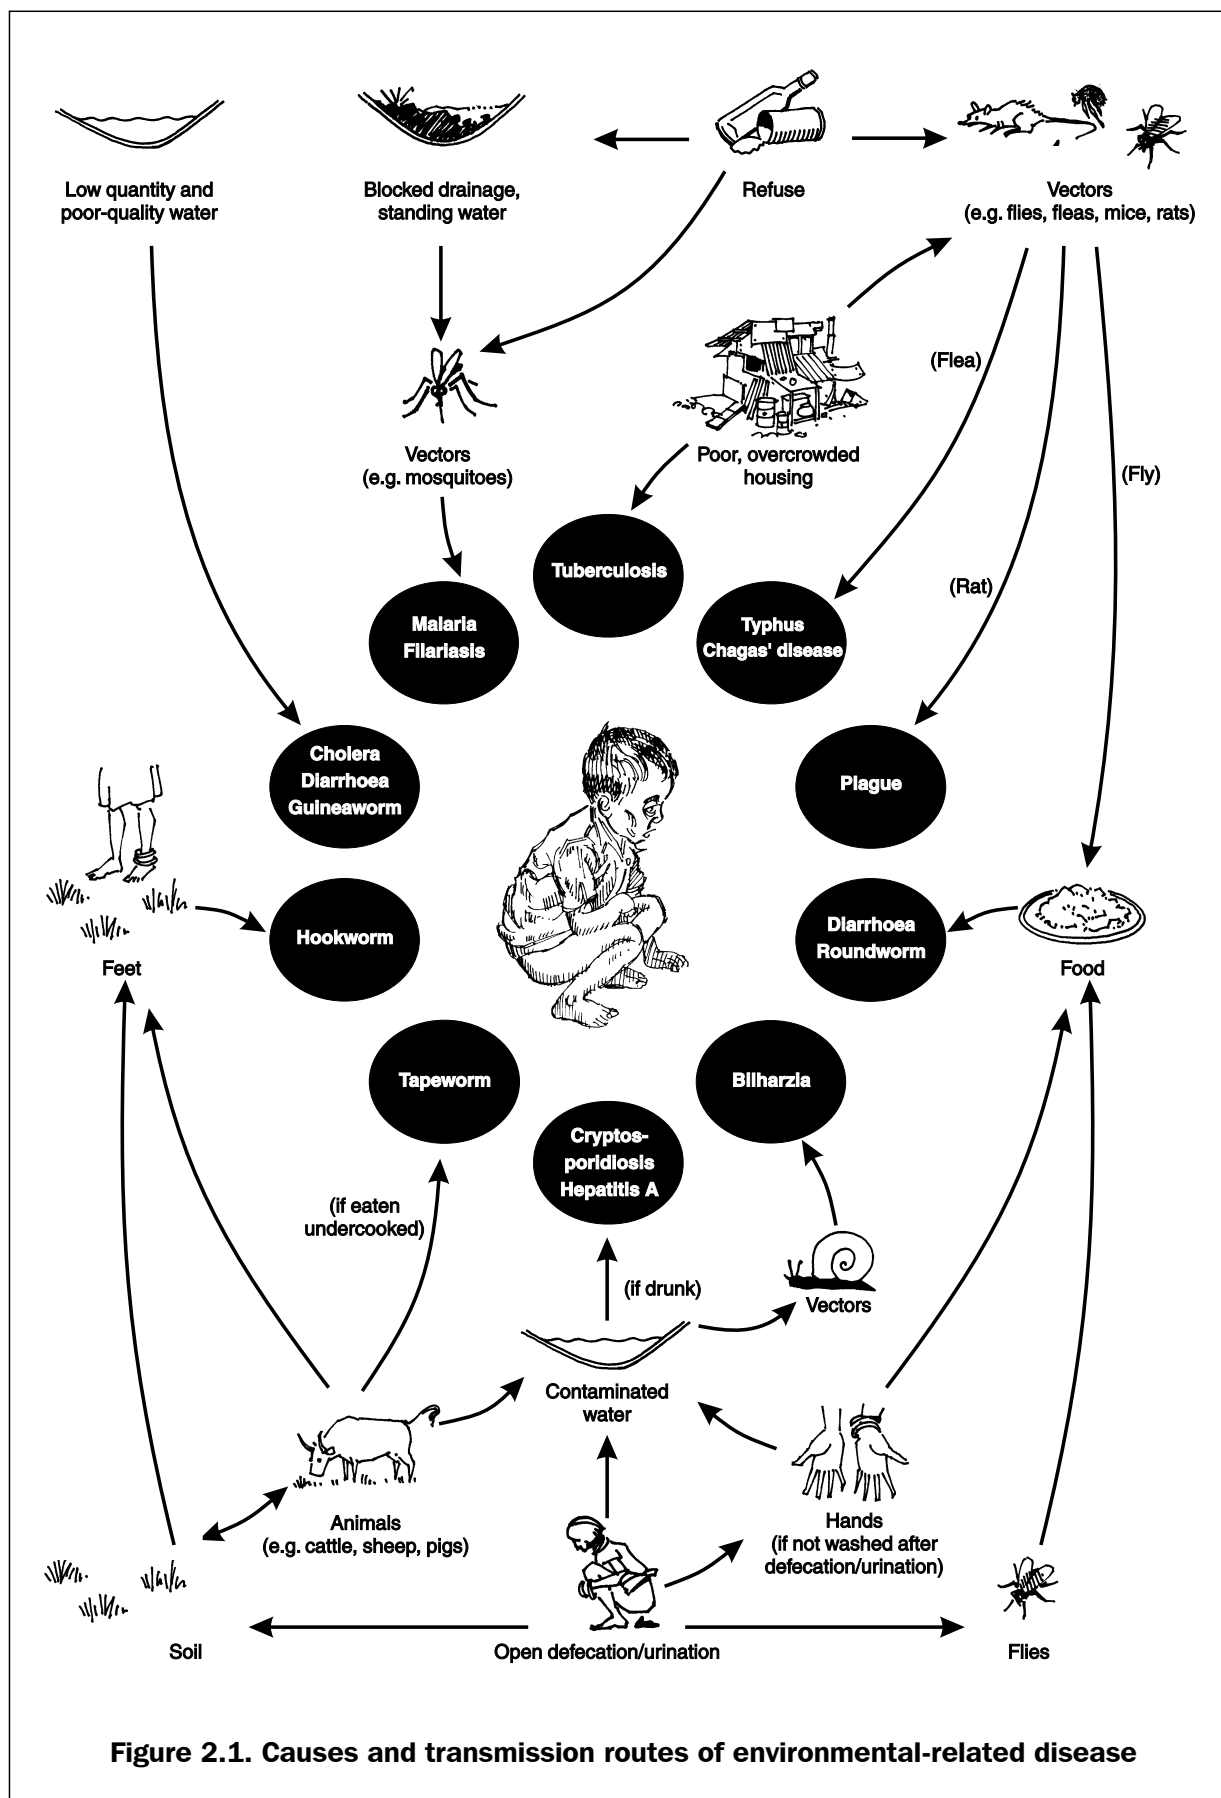 Low quantity and
poor-quality water
Blocked drainage,
standing water
Refuse
Vectors
(e.g. flies, fleas, mice, rats)
(Flea)
(Fly)
Vectors
(e.g. mosquitoes)
Poor, overcrowded
housing
(Rat)
Tuberculosis
Malaria
Filariasis
Typhus
Chagas' disease
Cholera
Diarrhoea
Guineaworm
Plague
Hookworm
Diarrhoea
Roundworm
Feet
Food
Tapeworm
Bilharzia
Cryptos-
poridiosis
Hepatitis A
(if eaten
undercooked)
(if drunk)
Vectors
Contaminated
water
Animals
(e.g. cattle, sheep, pigs)
Hands
(if not washed after
defecation/urination)
Soil
Open defecation/urination
Flies
Figure 2.1. Causes and transmission routes of environmental-related disease